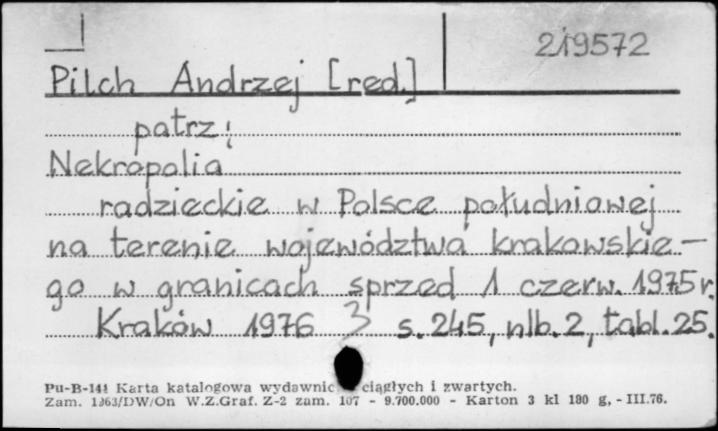 219572
Pilch Andrzej [red.]
patrz:
Nekropolia
radzieckie w Polsce południowej
na terenie województwa krakowskie-
go w granicach sprzed 1 czerw. 1975 r.
Kraków 1976 3 s. 245, nlb. 2, tabl. 25.
Pu-B-141 Karta katalogowa wydawnic ciągłych i zwartych.
Zam. 1363/DW/On W.Z.Graf. Z-2 zam. 107 - 9.700.000 - Karton 3 kl 180 g, - III.76.